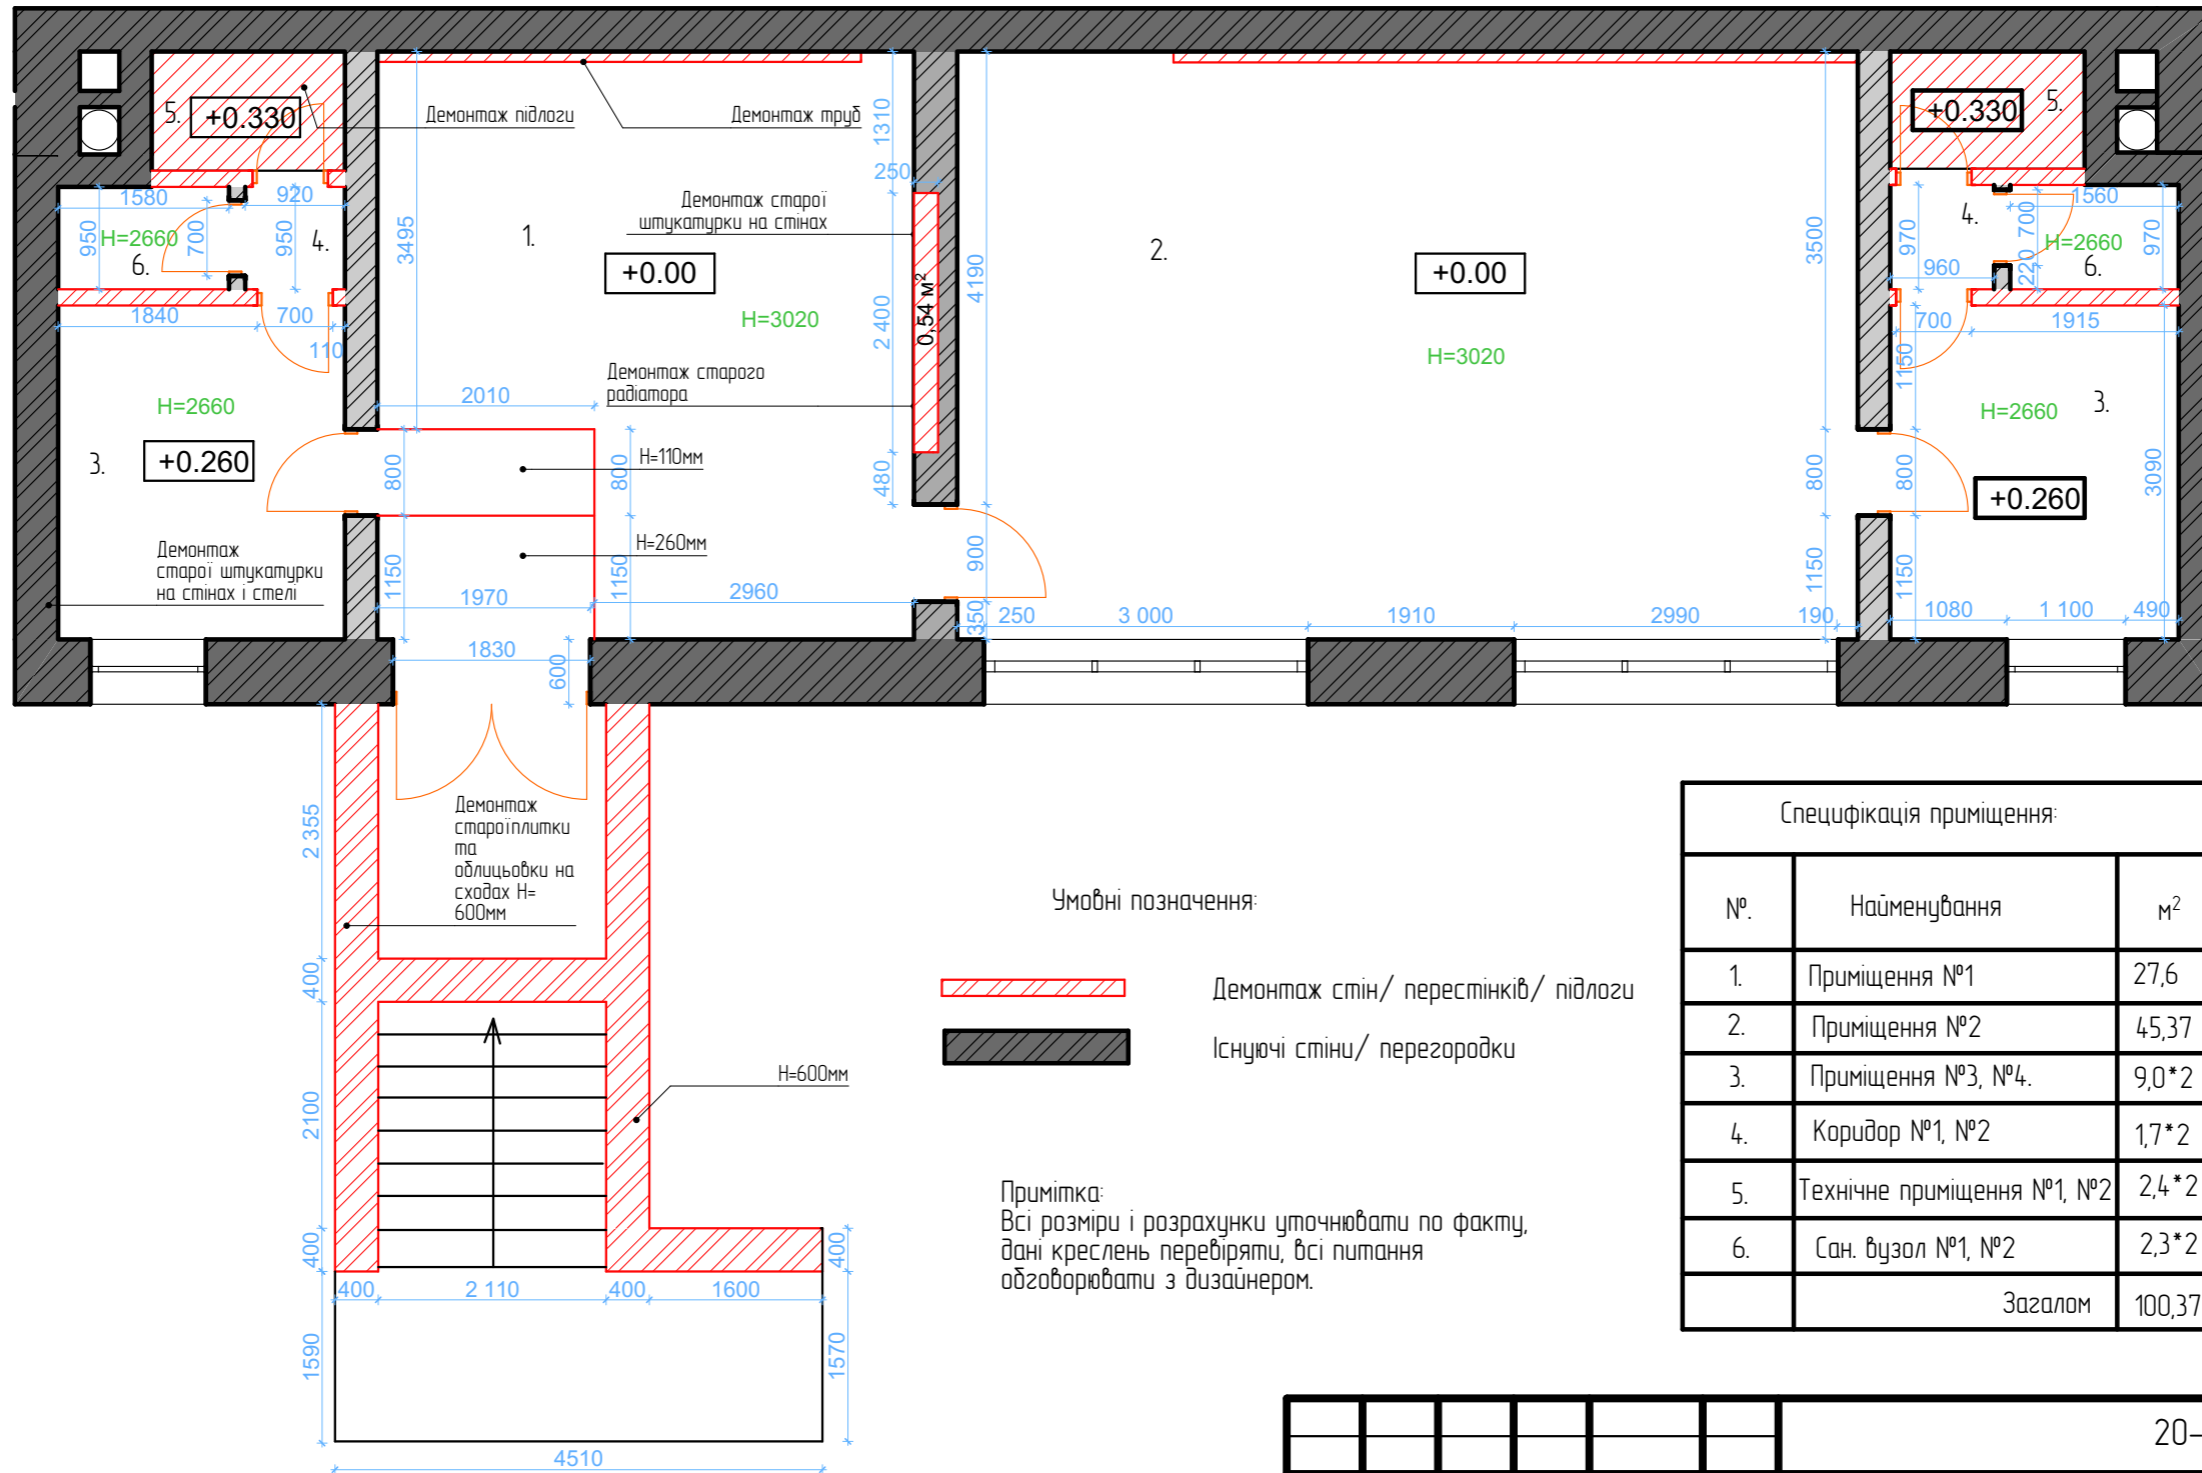 5.
+0.330
Демонтаж підлоги
Демонтаж труб
1310
+0.330
5.
1580
920
950
H=2660
700
950
4.
6.
3495
1.
250
Демонтаж старої
штукатурки на стінах
+0.00
H=3020
2 400
0,54 м²
4190
2.
+0.00
H=3020
3500
4.
970
700
1560
H=2660
970
960
220
6.
1840
700
110
700
1915
1150
H=2660
3.
+0.260
2010
Демонтаж старого
радіатора
H=2660
3.
+0.260
800
800
H=110мм
480
800
800
3090
Демонтаж
старої штукатурки
на стінах і стелі
1150
1970
H=260мм
1150
2960
900
350
250
3 000
1910
2990
190
1150
1150
1080
1 100
490
1830
600
2 355
Демонтаж
староїплитки
та
облицьовки на
сходах H=
600мм
400
2100
H=600мм
400
400
400
2 110
400
1600
1590
1570
4510
Умовні позначення:
Демонтаж стін/ перестінків/ підлоги
Існуючі стіни/ перегородки
Примітка:
Всі розміри і розрахунки уточнювати по факту,
дані креслень перевіряти, всі питання
обговорювати з дизайнером.
Специфікація приміщення:
№. Найменування м²
1. Приміщення №1 27,6
2. Приміщення №2 45,37
3. Приміщення №3, №4. 9,0*2
4. Коридор №1, №2 1,7*2
5. Технічне приміщення №1, №2 2,4*2
6. Сан. вузол №1, №2 2,3*2
Загалом 100,37
20-